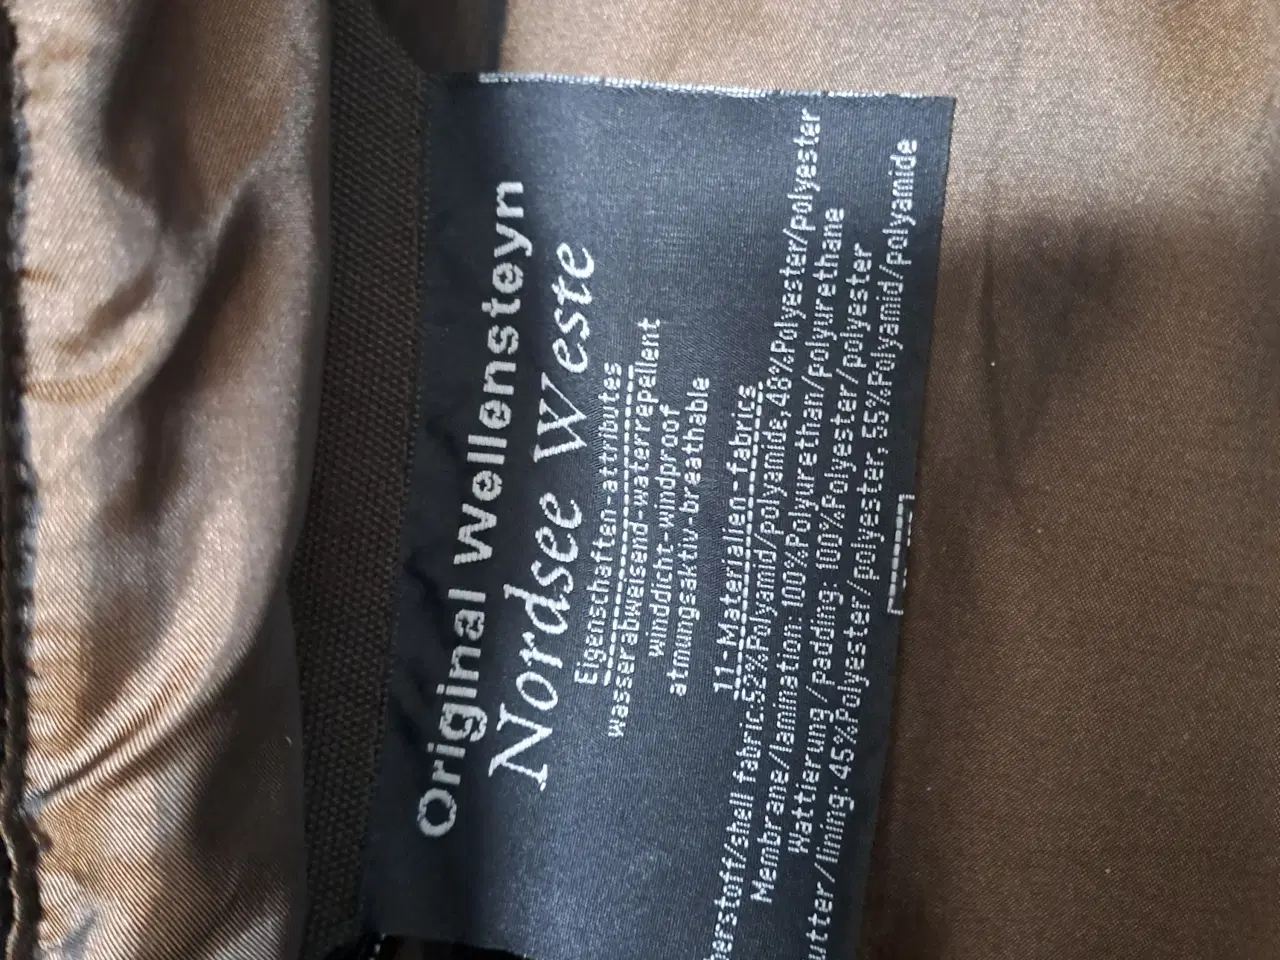 Original Wellensteyn
Nordsee Weste
Eigenschaften-attributes
wasserabweisend-waterrepellent
winddicht-windproof
atmungsaktiv-breathable
11-Materialien-fabrics
berstoff/shell fabric:52%Polyamid/polyamide,48%Polyester/polyester
Membrane/lamination:100%Polyurethan/polyurethane
Wattierung/padding: 100%Polyester/polyester
utter/lining: 45%Polyester/polyester,55%Polyamid/polyamide